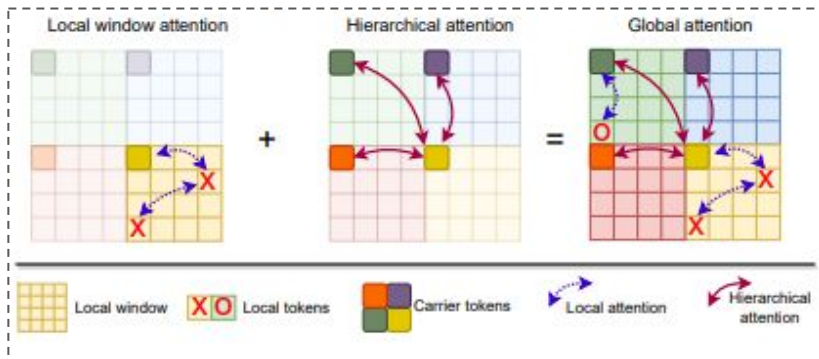 Local window attention
Hierarchical attention
Global attention
+
=
O
X
X
X
X
Local window
X O
Local tokens
Carrier tokens
Local attention
Hierarchical
attention